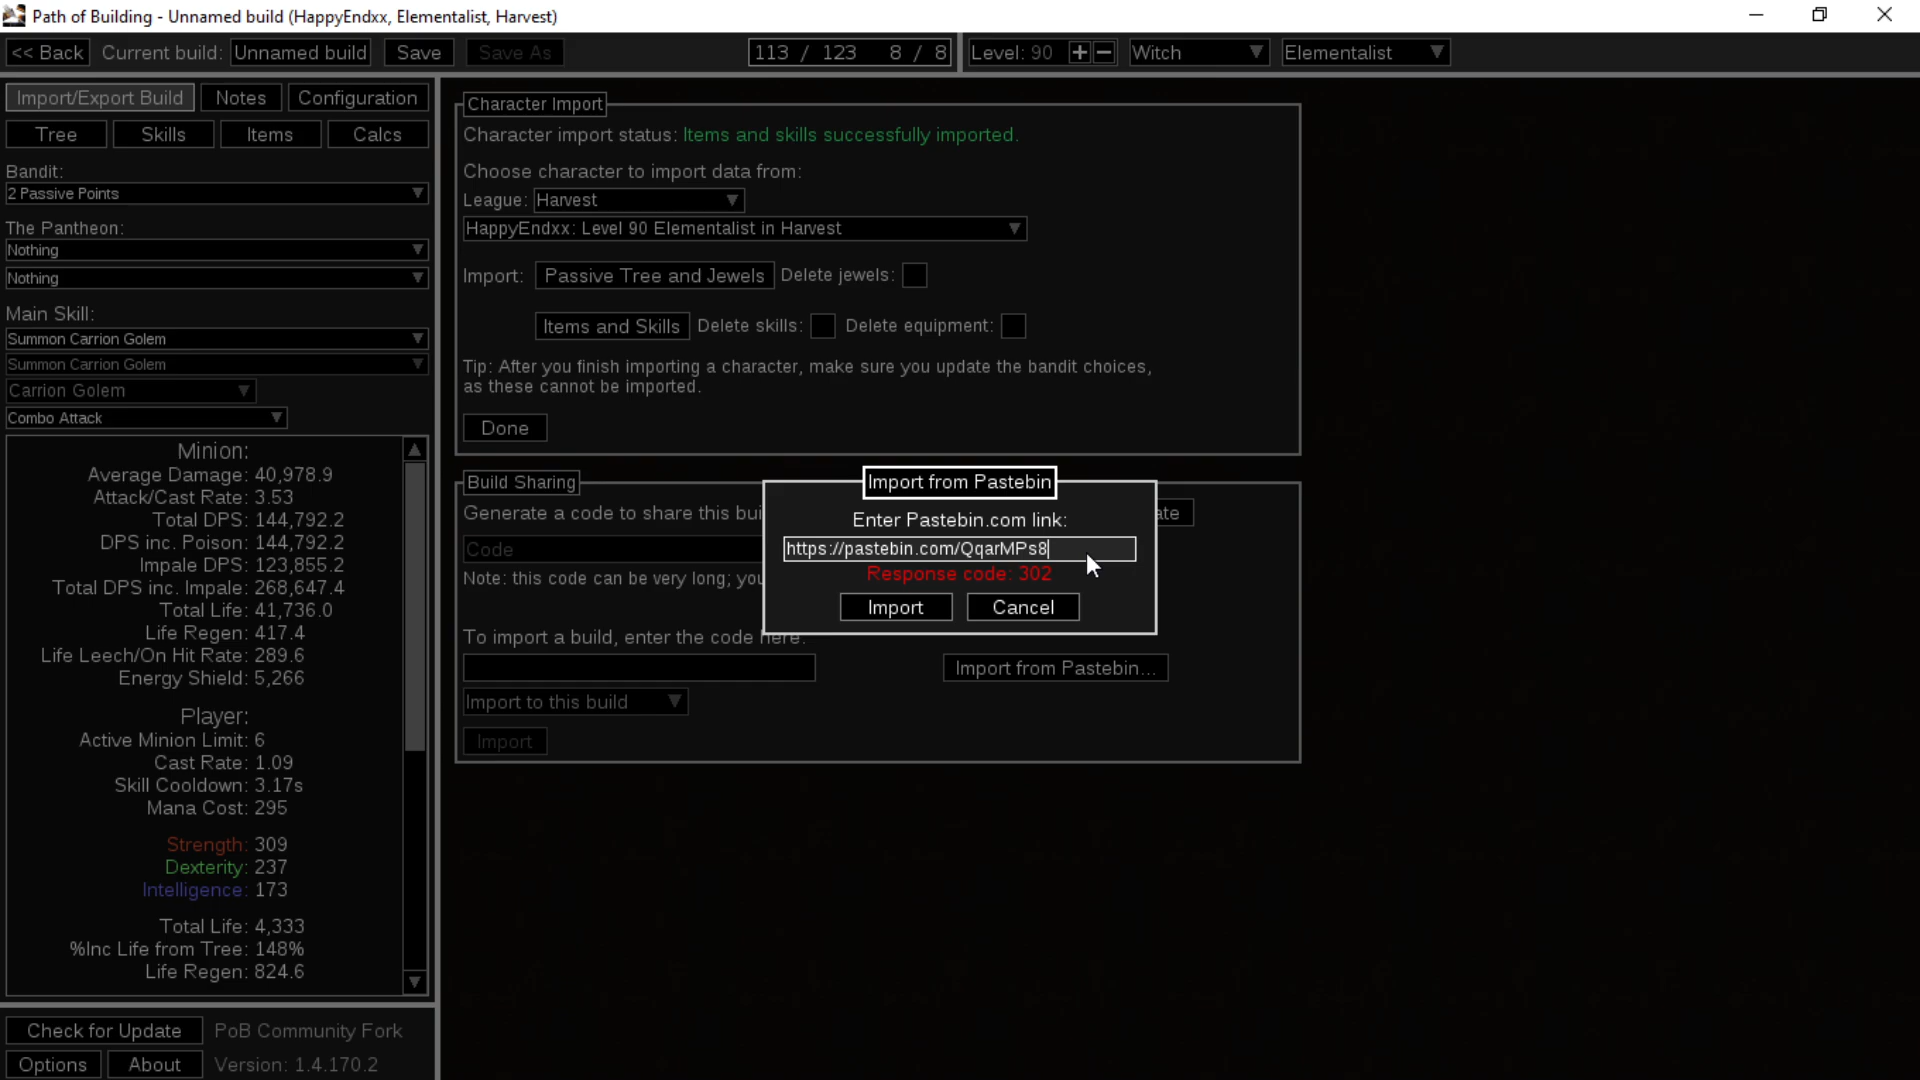 Path of Building - Unnamed build (HappyEndxx, Elementalist, Harvest)
<< Back Current build: Unnamed build Save Save As 113 / 123 8 / 8 Level: 90 + - Witch Elementalist
Import/Export Build Notes Configuration
Tree Skills Items Calcs
Bandit:
2 Passive Points
The Pantheon:
Nothing
Nothing
Main Skill:
Summon Carrion Golem
Summon Carrion Golem
Carrion Golem
Combo Attack
Minion:
Average Damage: 40,978.9
Attack/Cast Rate: 3.53
Total DPS: 144,792.2
DPS inc. Poison: 144,792.2
Impale DPS: 123,855.2
Total DPS inc. Impale: 268,647.4
Total Life: 41,736.0
Life Regen: 417.4
Life Leech/On Hit Rate: 289.6
Energy Shield: 5,266
Player:
Active Minion Limit: 6
Cast Rate: 1.09
Skill Cooldown: 3.17s
Mana Cost: 295
Strength: 309
Dexterity: 237
Intelligence: 173
Total Life: 4,333
%Inc Life from Tree: 148%
Life Regen: 824.6
Check for Update PoB Community Fork
Options About Version: 1.4.170.2
Character Import
Character import status: Items and skills successfully imported.
Choose character to import data from:
League: Harvest
HappyEndxx: Level 90 Elementalist in Harvest
Import: Passive Tree and Jewels Delete jewels:
Items and Skills Delete skills: Delete equipment:
Tip: After you finish importing a character, make sure you update the bandit choices,
as these cannot be imported.
Done
Build Sharing
Generate a code to share this bui ate
Code
Note: this code can be very long; you
To import a build, enter the code here:
Import from Pastebin...
Import to this build
Import
Import from Pastebin
Enter Pastebin.com link:
https://pastebin.com/QqarMPs8
Response code: 302
Import Cancel